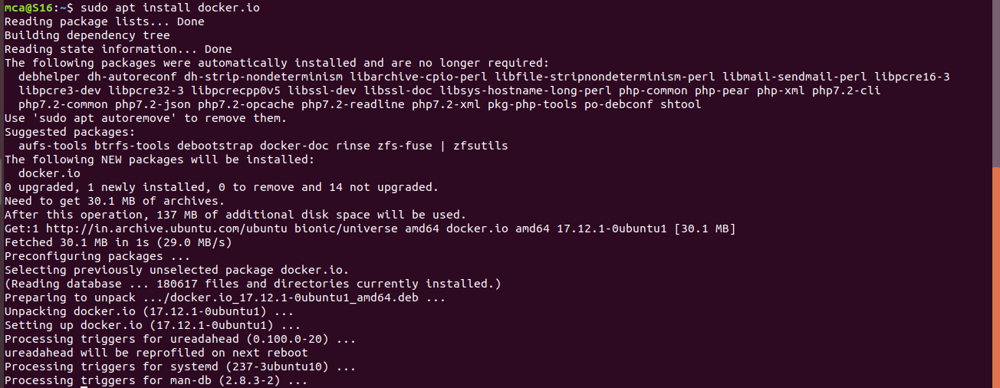 mca@S16:~$ sudo apt install docker.io
Reading package lists... Done
Building dependency tree
Reading state information... Done
The following packages were automatically installed and are no longer required:
  debhelper dh-autoreconf dh-strip-nondeterminism libarchive-cpio-perl libfile-stripnondeterminism-perl libmail-sendmail-perl libpcre16-3
  libpcre3-dev libpcre32-3 libpcrecpp0v5 libssl-dev libssl-doc libsys-hostname-long-perl php-common php-pear php-xml php7.2-cli
  php7.2-common php7.2-json php7.2-opcache php7.2-readline php7.2-xml pkg-php-tools po-debconf shtool
Use 'sudo apt autoremove' to remove them.
Suggested packages:
  aufs-tools btrfs-tools debootstrap docker-doc rinse zfs-fuse | zfsutils
The following NEW packages will be installed:
  docker.io
0 upgraded, 1 newly installed, 0 to remove and 14 not upgraded.
Need to get 30.1 MB of archives.
After this operation, 137 MB of additional disk space will be used.
Get:1 http://in.archive.ubuntu.com/ubuntu bionic/universe amd64 docker.io amd64 17.12.1-0ubuntu1 [30.1 MB]
Fetched 30.1 MB in 1s (29.0 MB/s)
Preconfiguring packages ...
Selecting previously unselected package docker.io.
(Reading database ... 180617 files and directories currently installed.)
Preparing to unpack .../docker.io_17.12.1-0ubuntu1_amd64.deb ...
Unpacking docker.io (17.12.1-0ubuntu1) ...
Setting up docker.io (17.12.1-0ubuntu1) ...
Processing triggers for ureadahead (0.100.0-20) ...
ureadahead will be reprofiled on next reboot
Processing triggers for systemd (237-3ubuntu10) ...
Processing triggers for man-db (2.8.3-2) ...